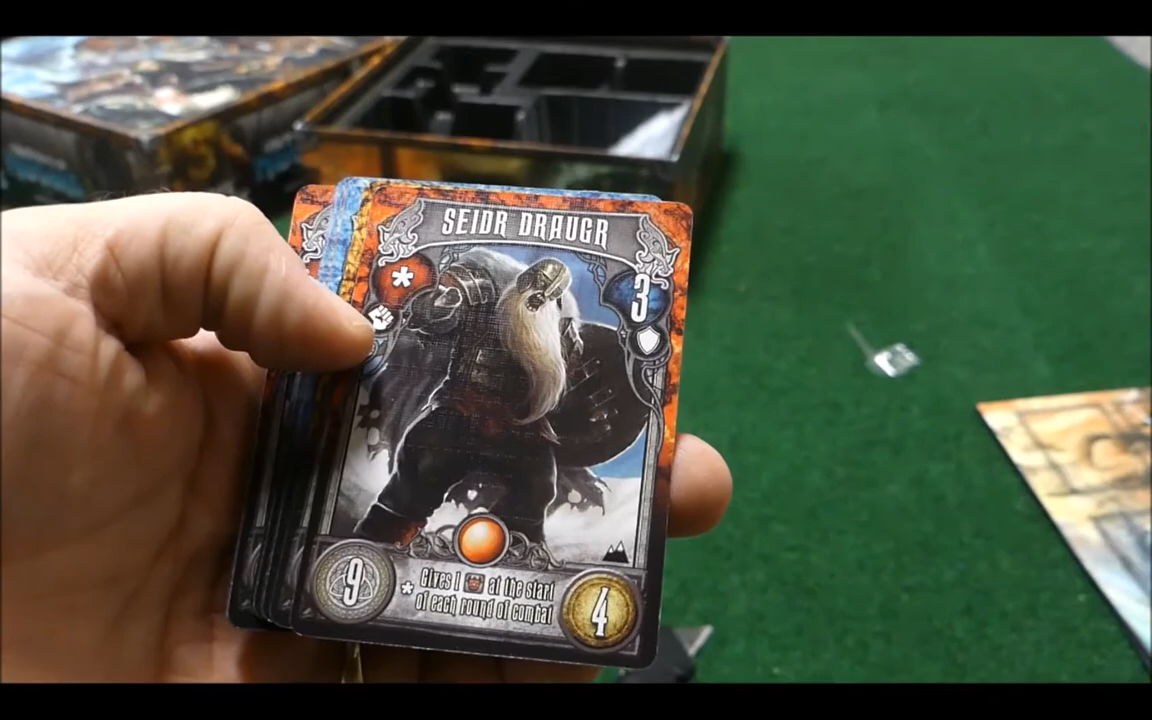 SEIDR DRAUGR
*
3
9
* Gives 1 at the start
of each round of combat
4